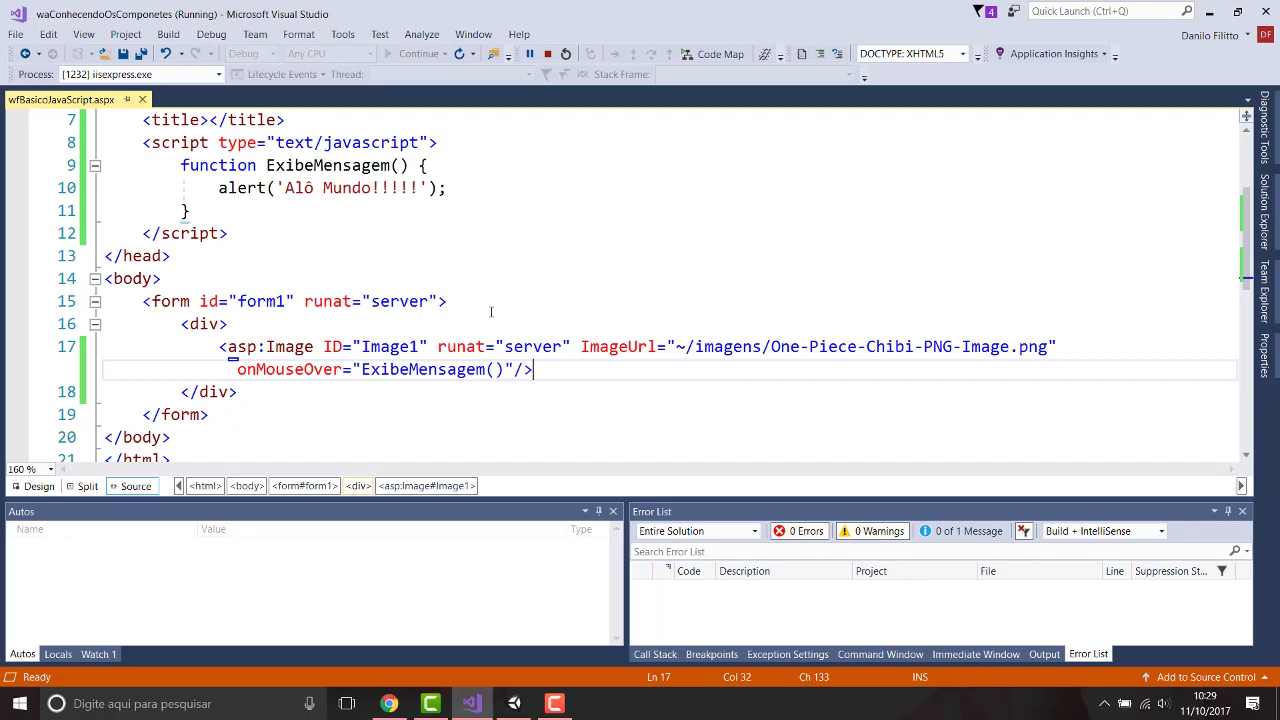 waConhecendoOsComponetes (Running) - Microsoft Visual Studio
4
Quick Launch (Ctrl+Q)
File Edit View Project Build Debug Team Format Tools Test Analyze Window Help
Danilo Filitto DF
Debug Any CPU Continue Code Map DOCTYPE: XHTML5 Application Insights
Process: [1232] iisexpress.exe Lifecycle Events Thread: Stack Frame:
wfBasicoJavaScript.aspx
7 <title></title>
8 <script type="text/javascript">
9 function ExibeMensagem() {
10 alert('Alô Mundo!!!!!');
11 }
12 </script>
13 </head>
14 <body>
15 <form id="form1" runat="server">
16 <div>
17 <asp:Image ID="Image1" runat="server" ImageUrl="~/imagens/One-Piece-Chibi-PNG-Image.png"
onMouseOver="ExibeMensagem()"/>
18 </div>
19 </form>
20 </body>
21 </html>
160 %
Design Split Source <html> <body> <form#form1> <div> <asp:Image#Image1>
Diagnostic Tools
Solution Explorer
Team Explorer
Properties
Autos
Name Value Type
Autos Locals Watch 1
Error List
Entire Solution 0 Errors 0 Warnings 0 of 1 Message Build + IntelliSense
Search Error List
Code Description Project File Line Suppression St...
Call Stack Breakpoints Exception Settings Command Window Immediate Window Output Error List
Ready Ln 17 Col 32 Ch 133 INS Add to Source Control
Digite aqui para pesquisar
10:29
11/10/2017